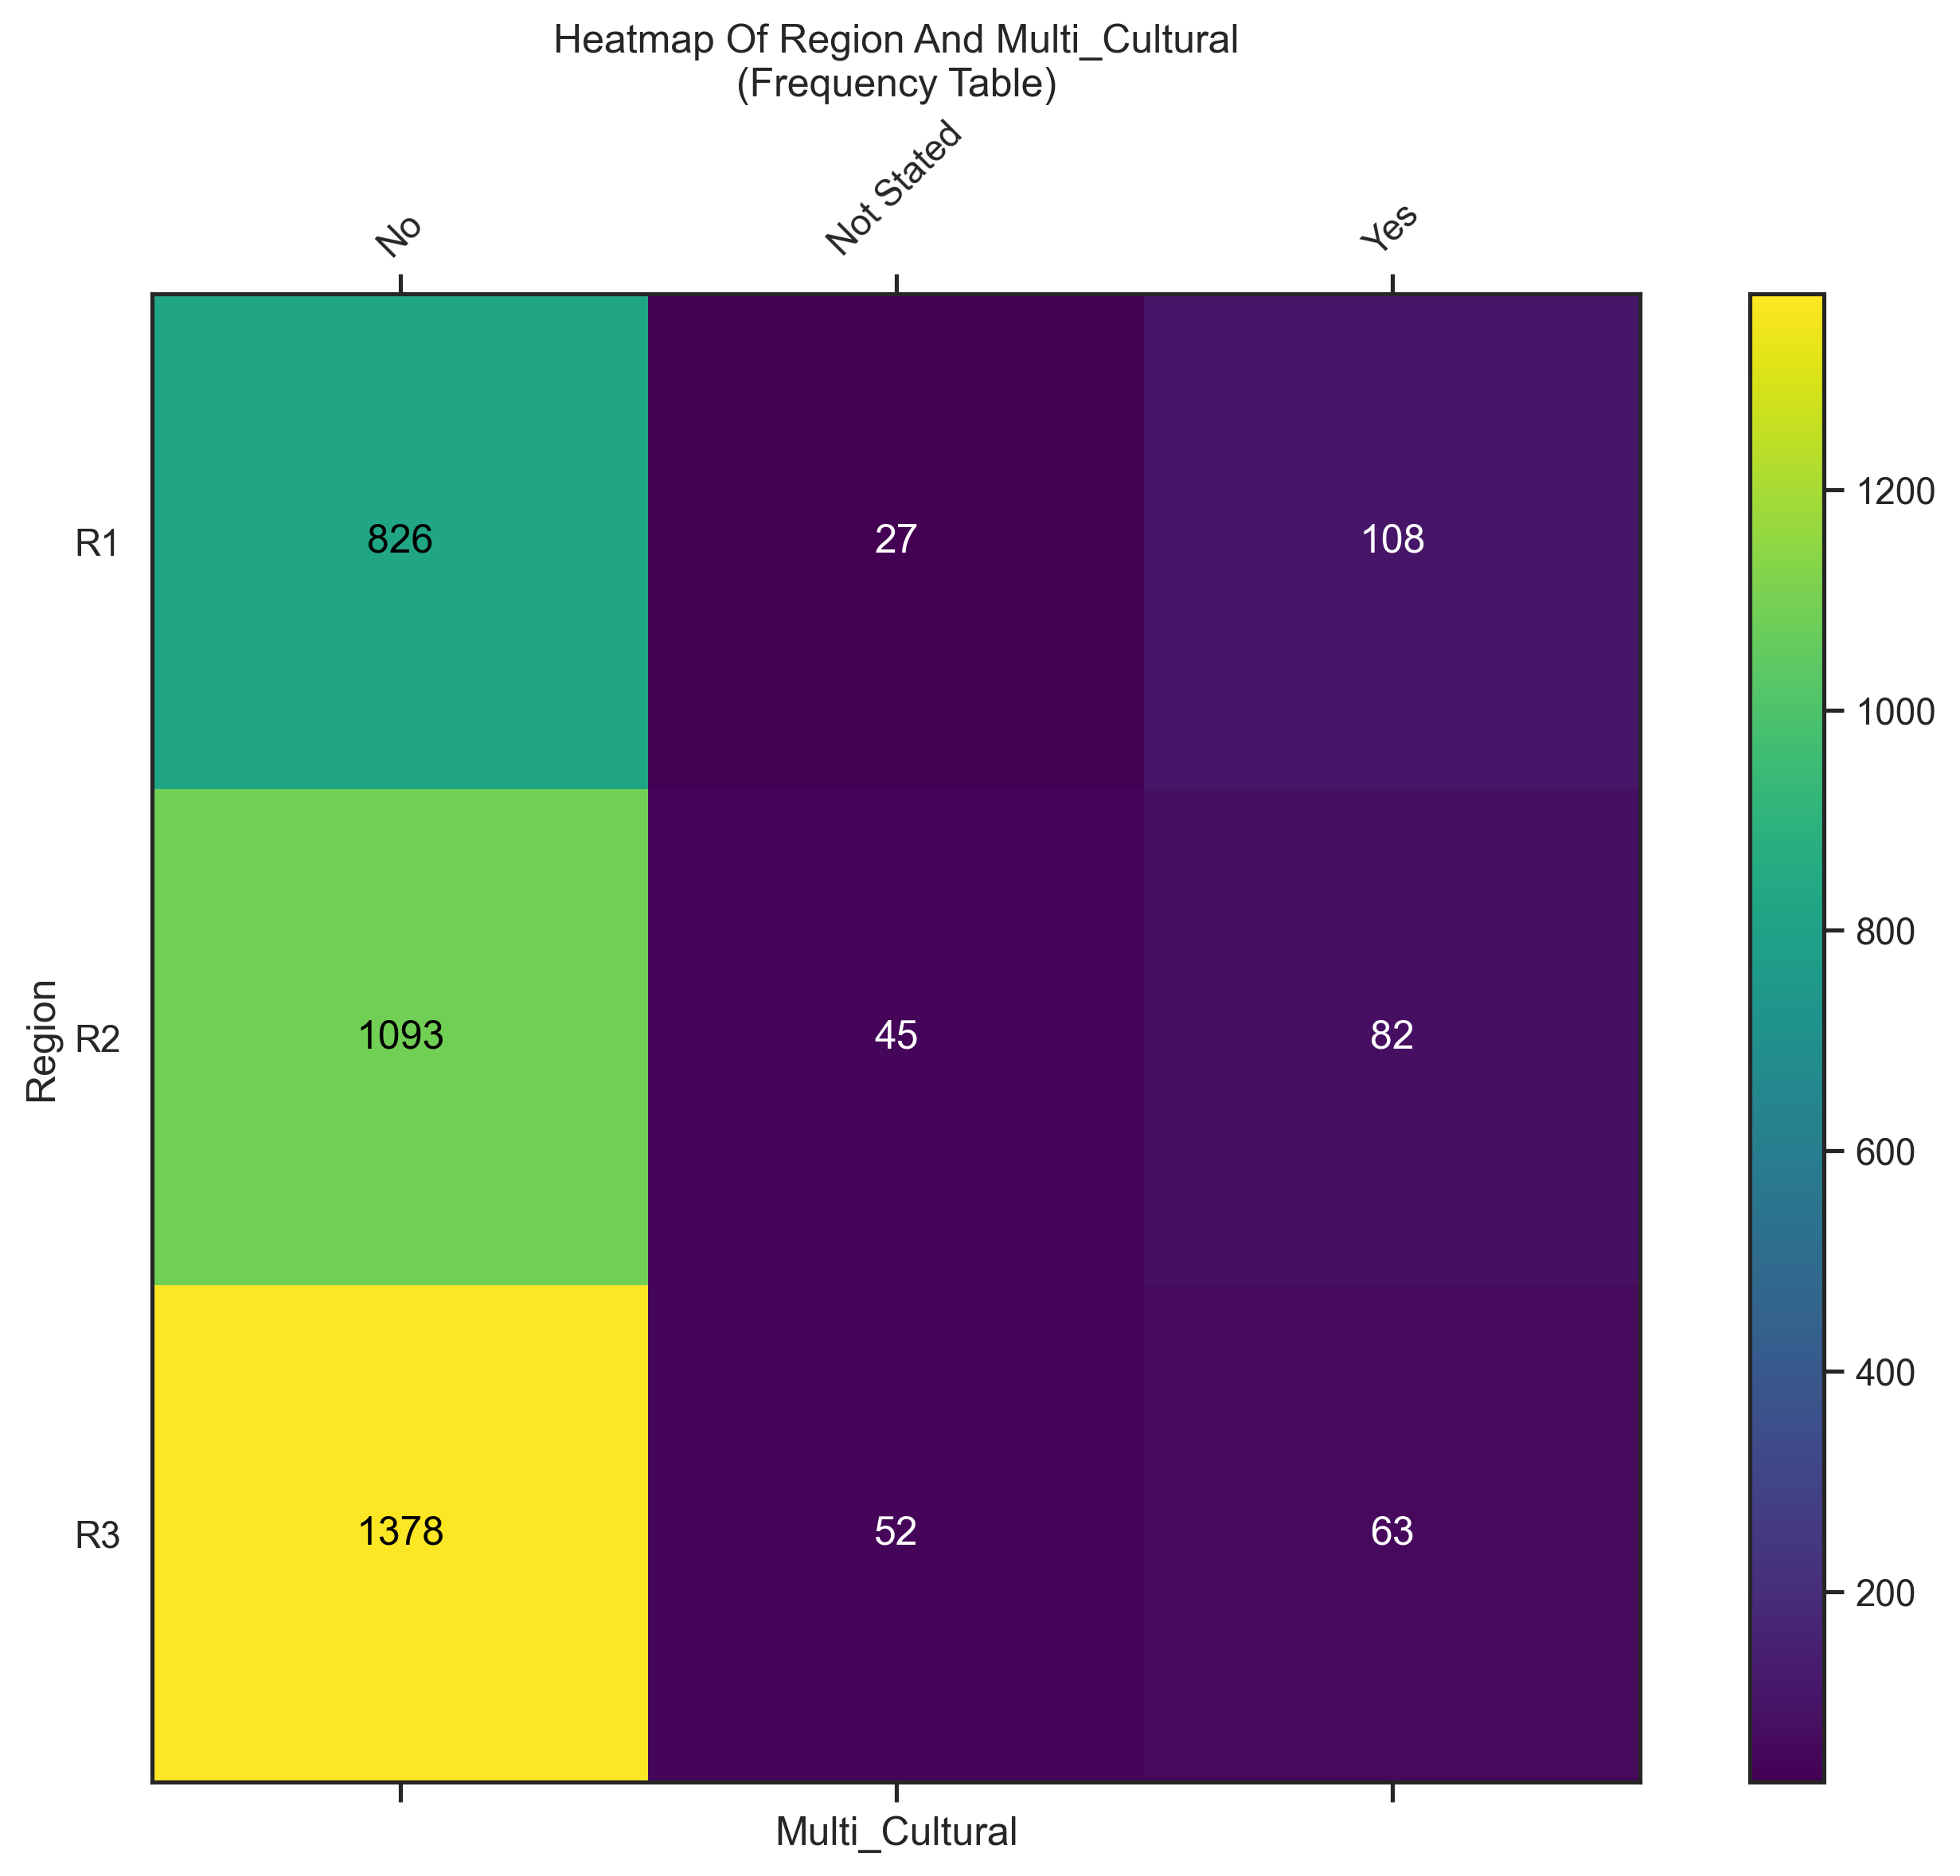 Heatmap Of Region And Multi_Cultural
(Frequency Table)
No
Not Stated
Yes
Region
R1
826
27
108
R2
1093
45
82
R3
1378
52
63
Multi_Cultural
1200
1000
800
600
400
200